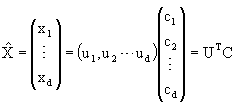 X̂ = (x₁ ⋮ x_d) = (u₁, u₂ ⋯ u_d) (c₁ c₂ ⋮ c_d) = UᵀC